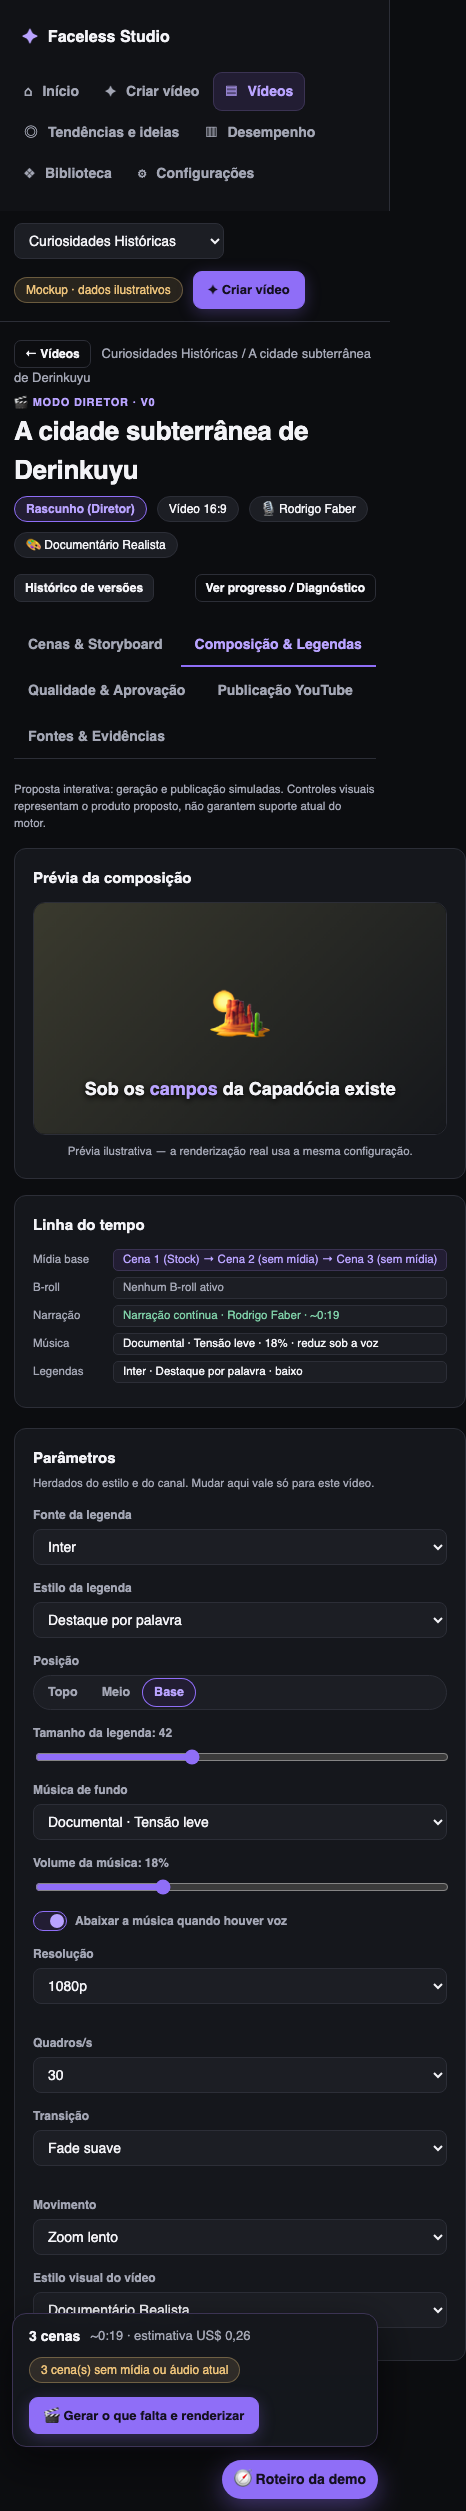 Faceless Studio
Início
Criar vídeo
Vídeos
Tendências e ideias
Desempenho
Biblioteca
Configurações
Curiosidades Históricas
Mockup · dados ilustrativos
✦ Criar vídeo
← Vídeos
Curiosidades Históricas / A cidade subterrânea
de Derinkuyu
🎬 MODO DIRETOR · V0
A cidade subterrânea de
Derinkuyu
Rascunho (Diretor)
Vídeo 16:9
🎙️ Rodrigo Faber
🎨 Documentário Realista
Histórico de versões
Ver progresso / Diagnóstico
Cenas & Storyboard
Composição & Legendas
Qualidade & Aprovação
Publicação YouTube
Fontes & Evidências
Proposta interativa: geração e publicação simuladas. Controles visuais
representam o produto proposto, não garantem suporte atual do
motor.
Prévia da composição
Sob os campos da Capadócia existe
Prévia ilustrativa — a renderização real usa a mesma configuração.
Linha do tempo
Mídia base
Cena 1 (Stock) → Cena 2 (sem mídia) → Cena 3 (sem mídia)
B-roll
Nenhum B-roll ativo
Narração
Narração contínua · Rodrigo Faber · ~0:19
Música
Documental · Tensão leve · 18% · reduz sob a voz
Legendas
Inter · Destaque por palavra · baixo
Parâmetros
Herdados do estilo e do canal. Mudar aqui vale só para este vídeo.
Fonte da legenda
Inter
Estilo da legenda
Destaque por palavra
Posição
Topo
Meio
Base
Tamanho da legenda: 42
Música de fundo
Documental · Tensão leve
Volume da música: 18%
Abaixar a música quando houver voz
Resolução
1080p
Quadros/s
30
Transição
Fade suave
Movimento
Zoom lento
Estilo visual do vídeo
Documentário Realista
3 cenas
~0:19 · estimativa US$ 0,26
3 cena(s) sem mídia ou áudio atual
🎬 Gerar o que falta e renderizar
🧭 Roteiro da demo